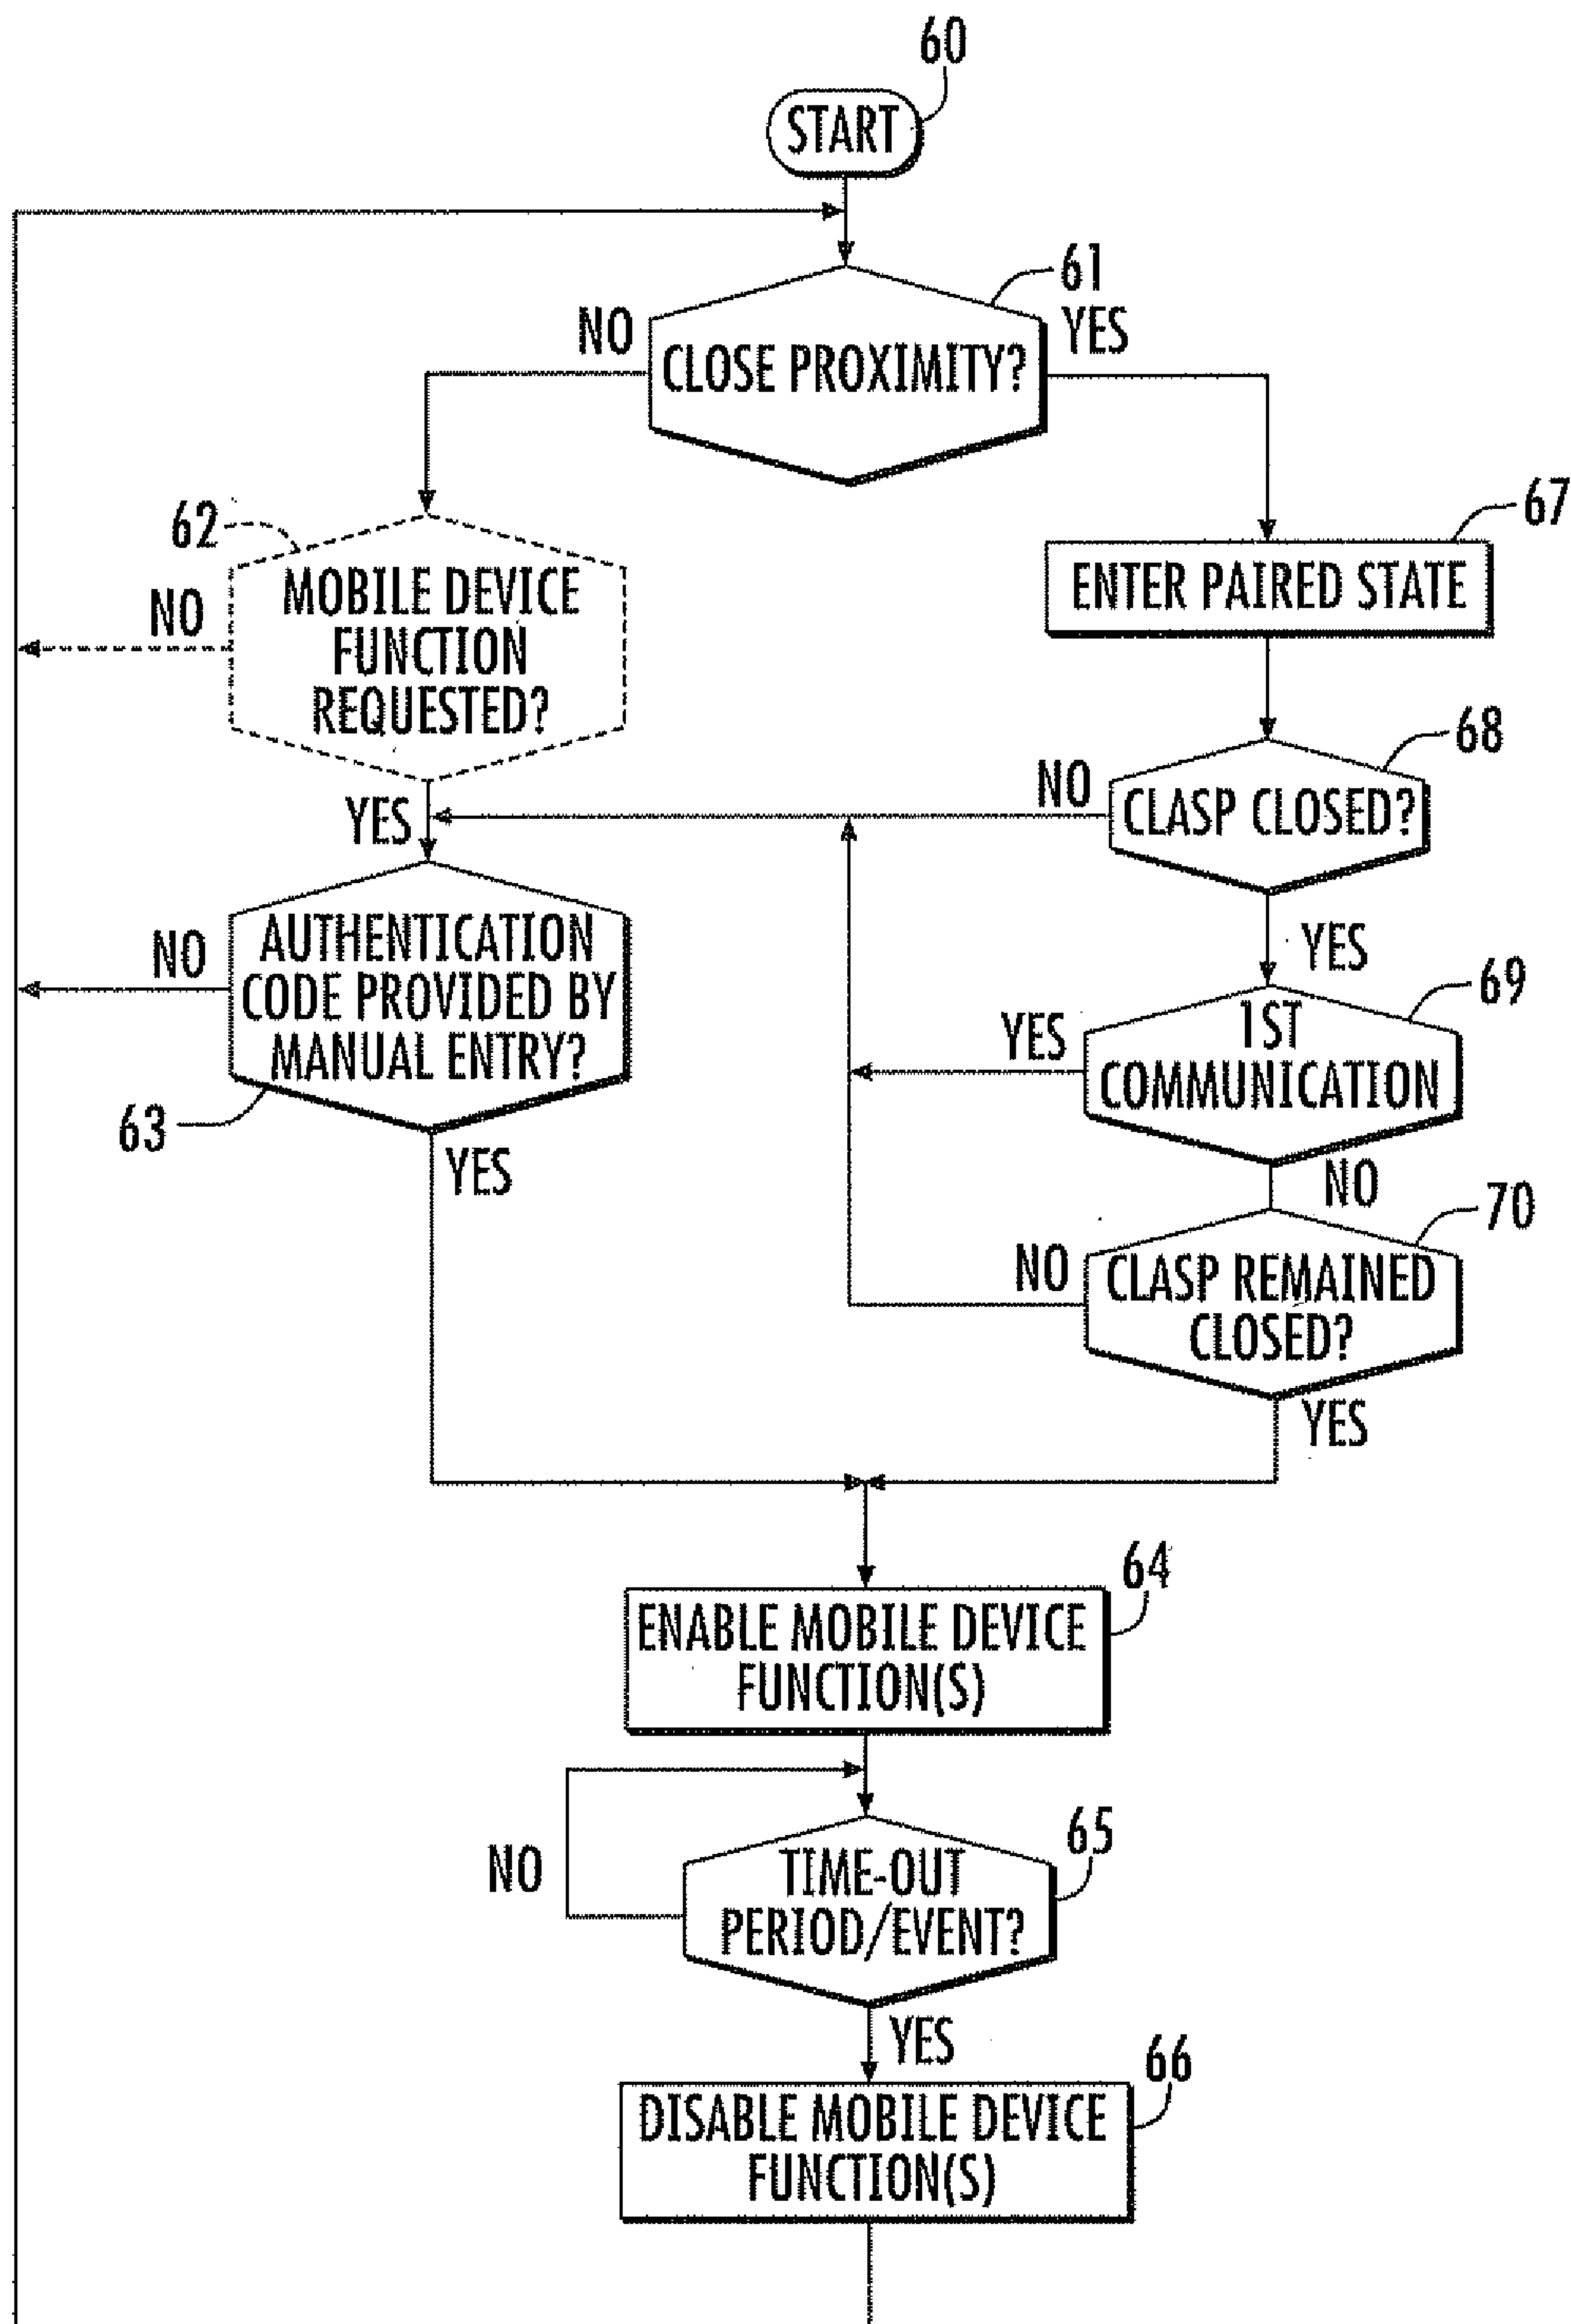 60
START
61
NO
YES
CLOSE PROXIMITY?
62
67
MOBILE DEVICE
FUNCTION
REQUESTED?
NO
ENTER PAIRED STATE
68
NO
CLASP CLOSED?
YES
YES
AUTHENTICATION
CODE PROVIDED BY
MANUAL ENTRY?
NO
63
YES
69
1ST
COMMUNICATION
YES
NO
70
NO
CLASP REMAINED
CLOSED?
YES
64
ENABLE MOBILE DEVICE
FUNCTION(S)
65
NO
TIME-OUT
PERIOD/EVENT?
YES
66
DISABLE MOBILE DEVICE
FUNCTION(S)